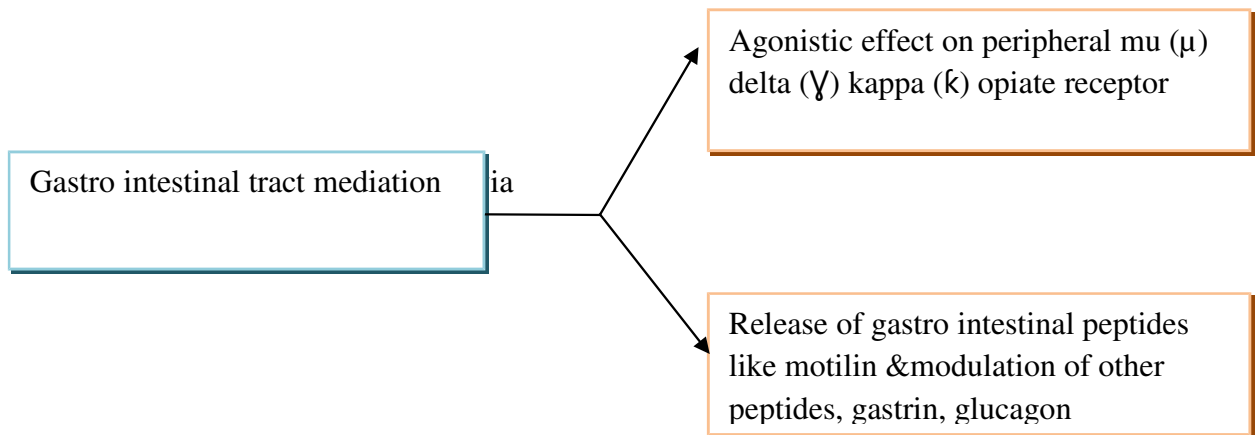 Agonistic effect on peripheral mu (µ)
delta (Ɣ) kappa (ƙ) opiate receptor
Gastro intestinal tract mediation ia
Release of gastro intestinal peptides
like motilin &modulation of other
peptides, gastrin, glucagon